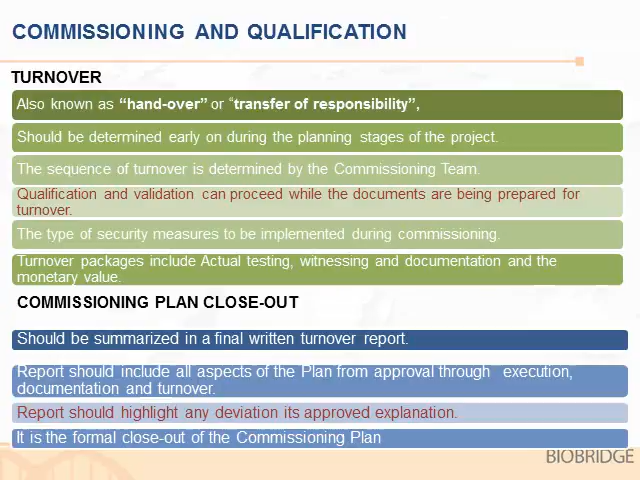 COMMISSIONING AND QUALIFICATION
TURNOVER
Also known as “hand-over” or “transfer of responsibility”,
Should be determined early on during the planning stages of the project.
The sequence of turnover is determined by the Commissioning Team.
Qualification and validation can proceed while the documents are being prepared for
turnover.
The type of security measures to be implemented during commissioning.
Turnover packages include Actual testing, witnessing and documentation and the
monetary value.
COMMISSIONING PLAN CLOSE-OUT
Should be summarized in a final written turnover report.
Report should include all aspects of the Plan from approval through execution,
documentation and turnover.
Report should highlight any deviation its approved explanation.
It is the formal close-out of the Commissioning Plan
BIOBRIDGE